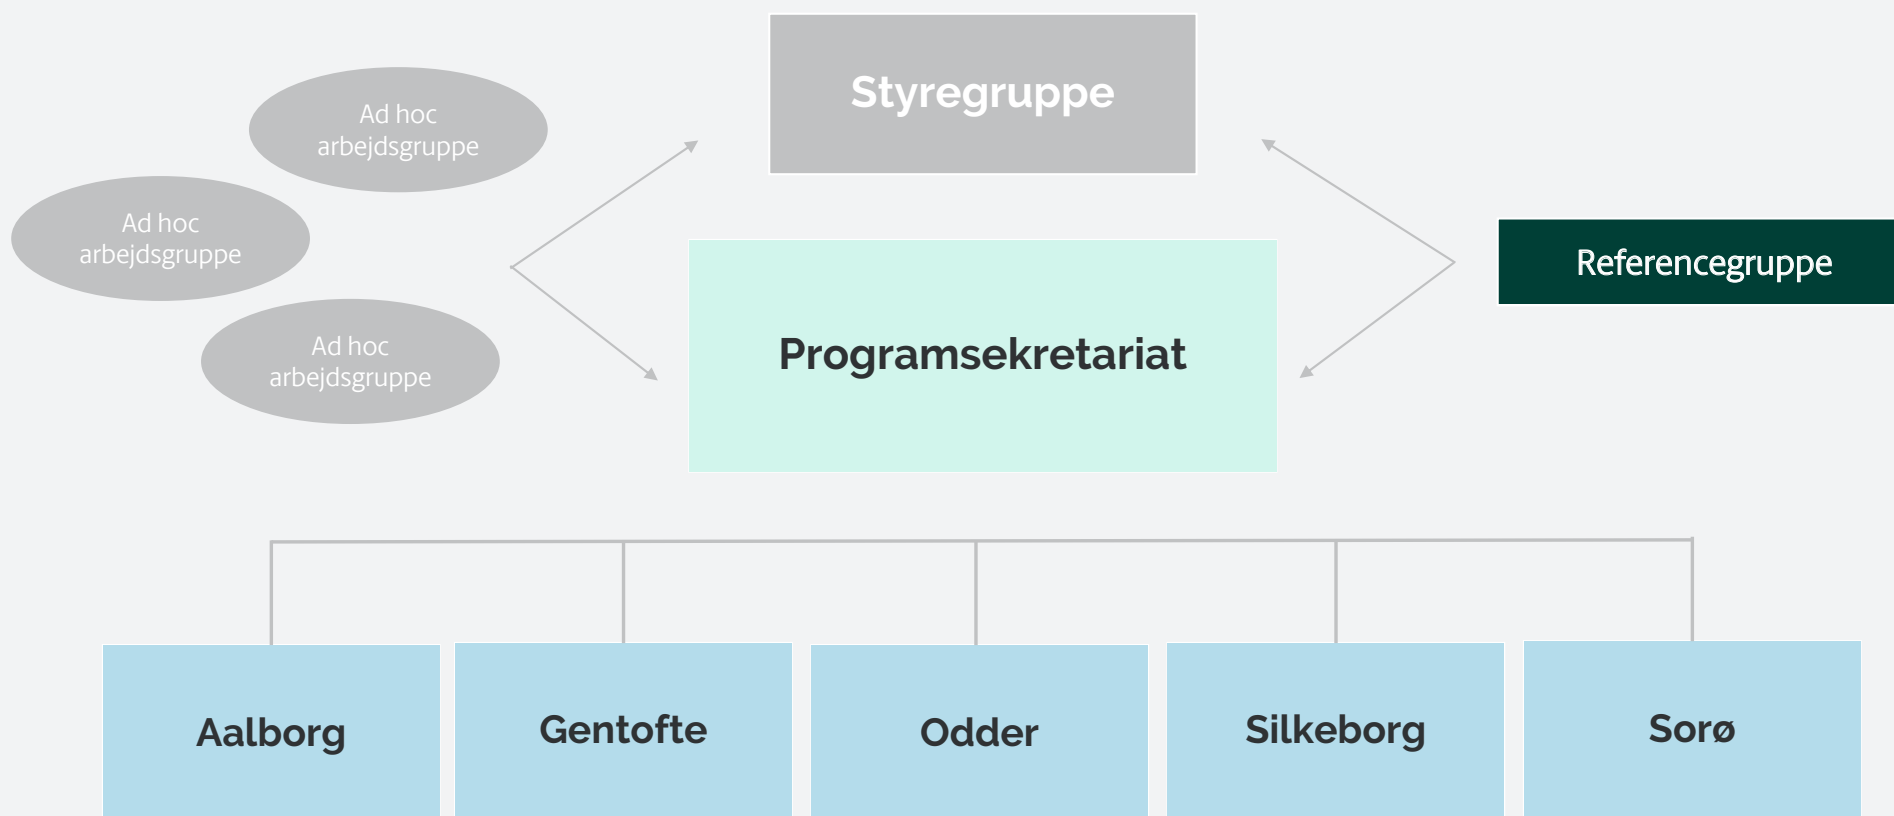 Styregruppe
Ad hoc
arbejdsgruppe
Ad hoc
arbejdsgruppe
Ad hoc
arbejdsgruppe
Referencegruppe
Programsekretariat
Aalborg
Gentofte
Odder
Silkeborg
Sorø